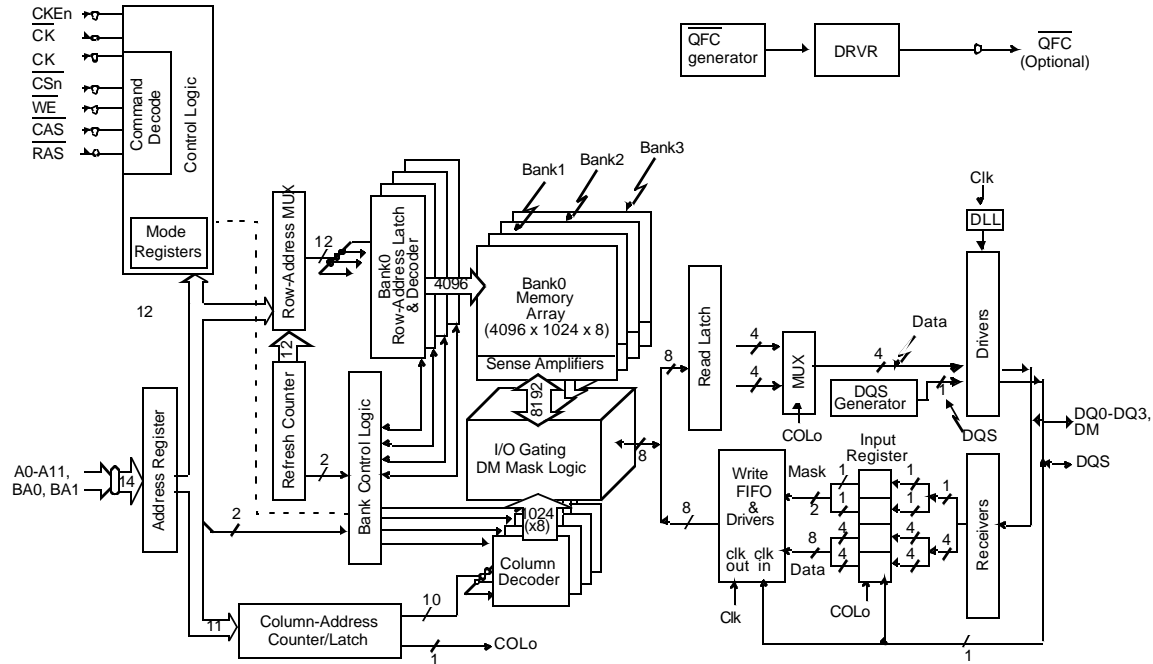 CKEn
CK
CK
CSn
WE
CAS
RAS
Command
Decode
Control Logic
Mode
Registers
QFC
generator
DRVR
QFC
(Optional)
Bank1
Bank2
Bank3
Row-Address MUX
12
Bank0
Row-Address Latch
& Decoder
4096
Bank0
Memory
Array
(4096 x 1024 x 8)
Sense Amplifiers
8192
I/O Gating
DM Mask Logic
8
12
12
Refresh Counter
2
Bank Control Logic
Address Register
A0-A11,
BA0, BA1
14
2
1024
(x8)
Column
Decoder
11
Column-Address
Counter/Latch
10
1
COLo
8
Read Latch
4
4
MUX
COLo
4
Data
DQS
Generator
1
DQS
Clk
DLL
Drivers
DQ0-DQ3,
DM
DQS
8
Write
FIFO
&
Drivers
clk
out
clk
in
Clk
Mask
2
8
Data
Input
Register
1
1
4
4
1
1
4
4
1
4
COLo
Receivers
1